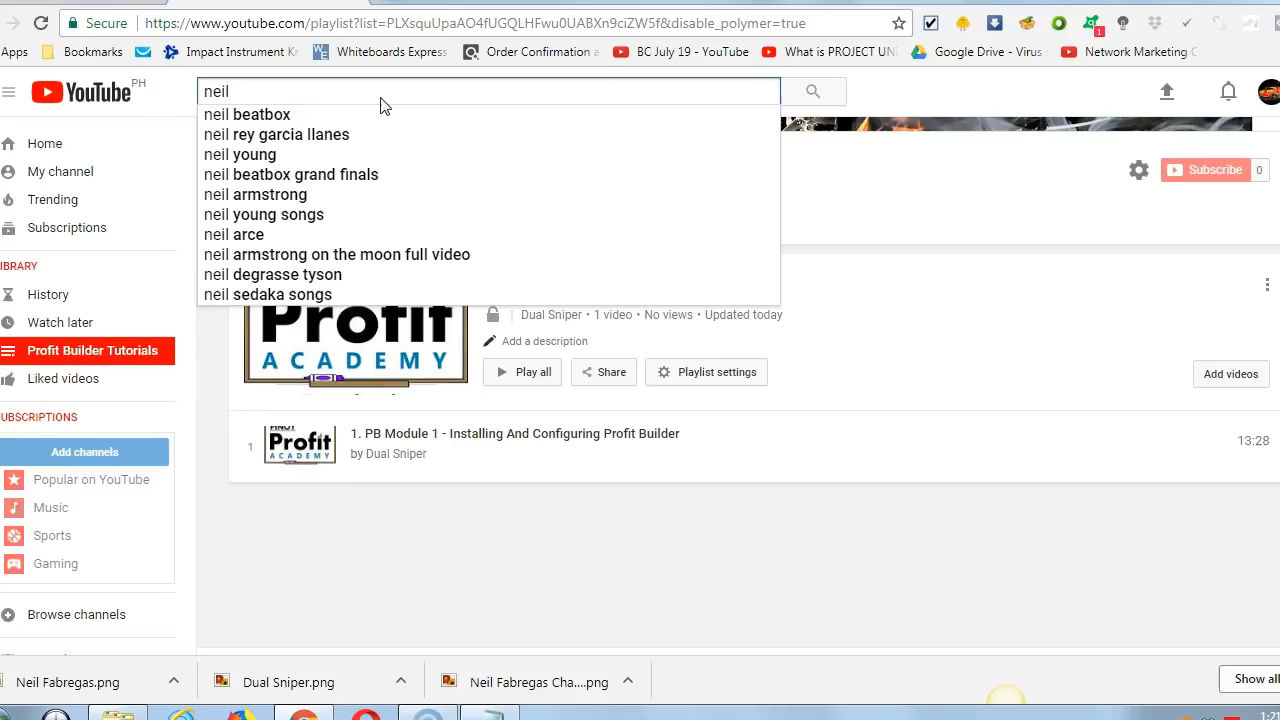 Secure
https://www.youtube.com/playlist?list=PLXsquUpaAO4fUGQLHFwu0UABXn9ciZW5f&disable_polymer=true
1
Apps
Bookmarks
Impact Instrument Kr
Whiteboards Express
Order Confirmation a
BC July 19 - YouTube
What is PROJECT UNI
Google Drive - Virus
Network Marketing C
YouTube PH
neil
neil beatbox
neil rey garcia llanes
neil young
neil beatbox grand finals
neil armstrong
neil young songs
neil arce
neil armstrong on the moon full video
neil degrasse tyson
neil sedaka songs
Subscribe 0
Home
My channel
Trending
Subscriptions
IBRARY
History
Watch later
Profit Builder Tutorials
Liked videos
UBSCRIPTIONS
Add channels
Popular on YouTube
Music
Sports
Gaming
Browse channels
Profit
ACADEMY
Dual Sniper • 1 video • No views • Updated today
Add a description
Play all
Share
Playlist settings
Add videos
1
PINOY
Profit
ACADEMY
1. PB Module 1 - Installing And Configuring Profit Builder
by Dual Sniper
13:28
Neil Fabregas.png
Dual Sniper.png
Neil Fabregas Cha....png
Show all